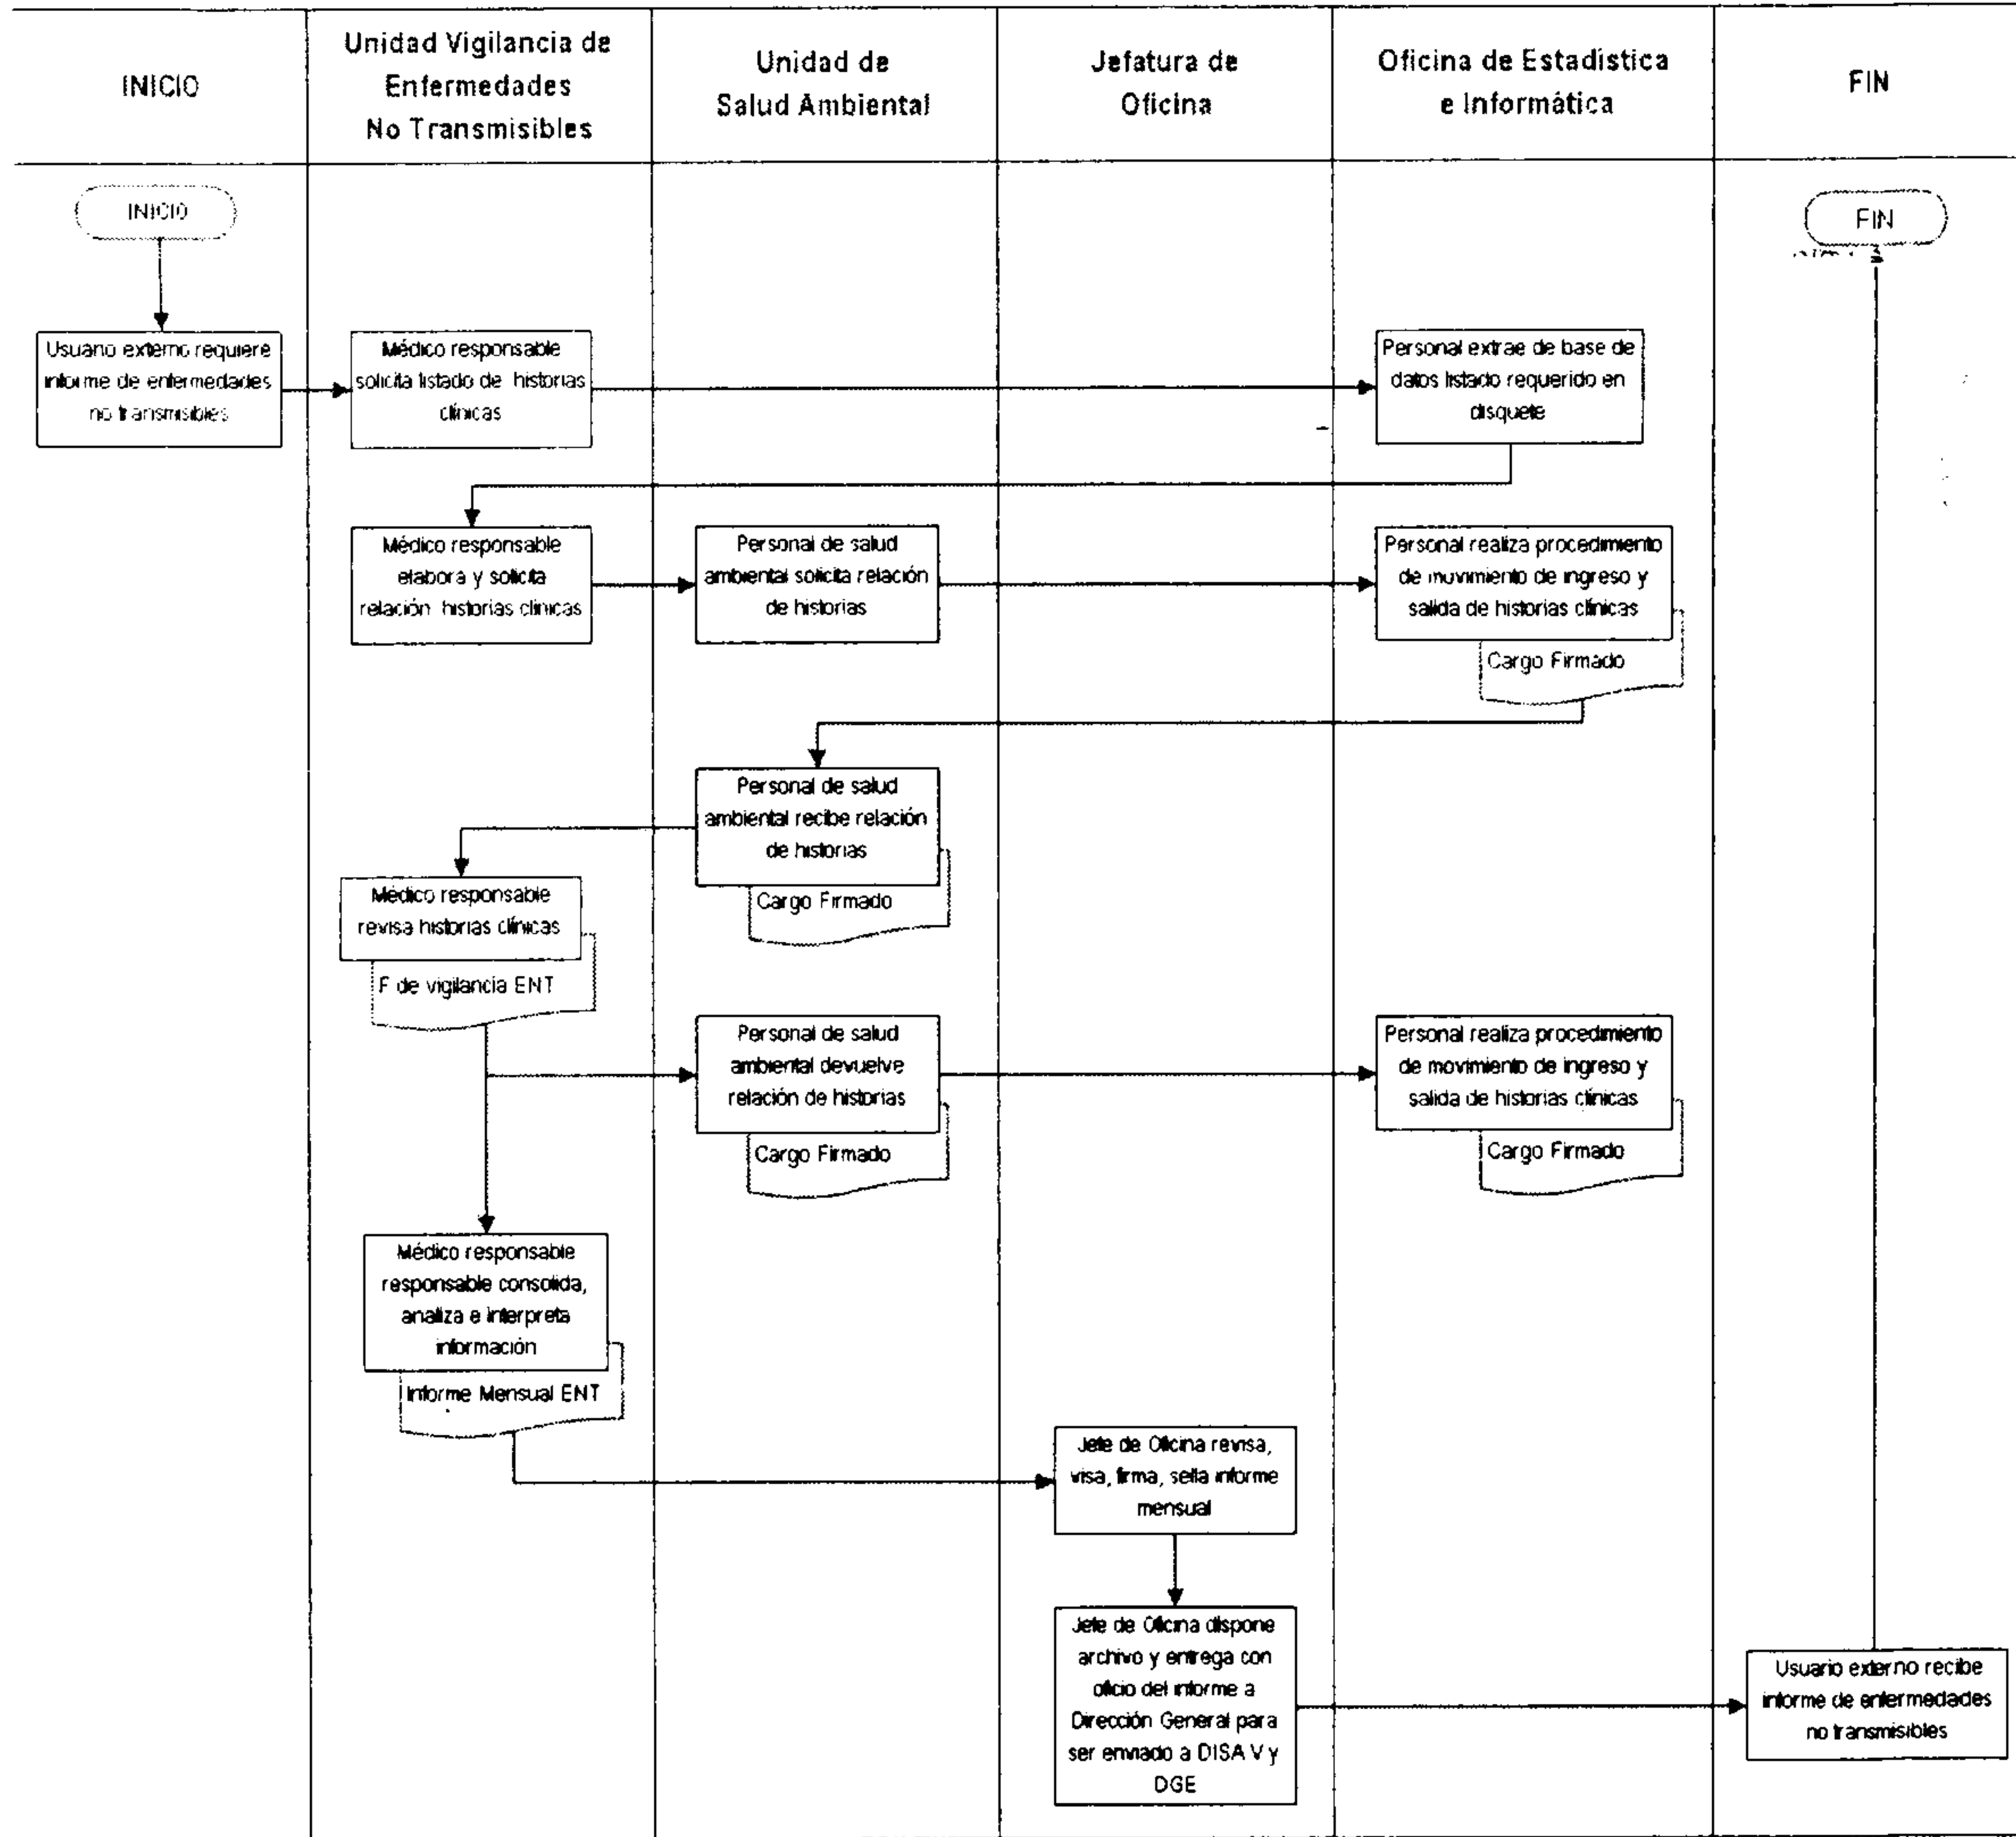 INICIO
Unidad Vigilancia de
Enfermedades
No Transmisibles
Unidad de
Salud Ambiental
Jefatura de
Oficina
Oficina de Estadística
e Informática
FIN
INICIO
FIN
Usuario externo requiere
informe de enfermedades
no transmisibles
Médico responsable
solicita listado de historias
clínicas
Personal extrae de base de
datos listado requerido en
disquete
Médico responsable
elabora y solicita
relación historias clínicas
Personal de salud
ambiental solicita relación
de historias
Personal realiza procedimiento
de movimiento de ingreso y
salida de historias clínicas
Cargo Firmado
Personal de salud
ambiental recibe relación
de historias
Cargo Firmado
Médico responsable
revisa historias clínicas
F de vigilancia ENT
Personal de salud
ambiental devuelve
relación de historias
Cargo Firmado
Personal realiza procedimiento
de movimiento de ingreso y
salida de historias clínicas
Cargo Firmado
Médico responsable
responsable consolida,
analiza e interpreta
información
Informe Mensual ENT
Jefe de Oficina revisa,
visa, firma, sella informe
mensual
Jefe de Oficina dispone
archivo y entrega con
oficio del informe a
Dirección General para
ser enviado a DISA V y
DGE
Usuario externo recibe
informe de enfermedades
no transmisibles